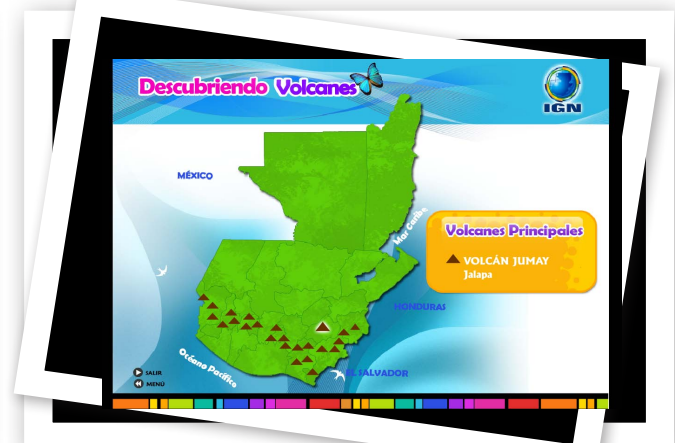 Descubriendo Volcanes
IGN
MÉXICO
Mar Caribe
Volcanes Principales
VOLCÁN JUMAY
Jalapa
HONDURAS
Océano Pacífico
EL SALVADOR
SALIR
MENÚ